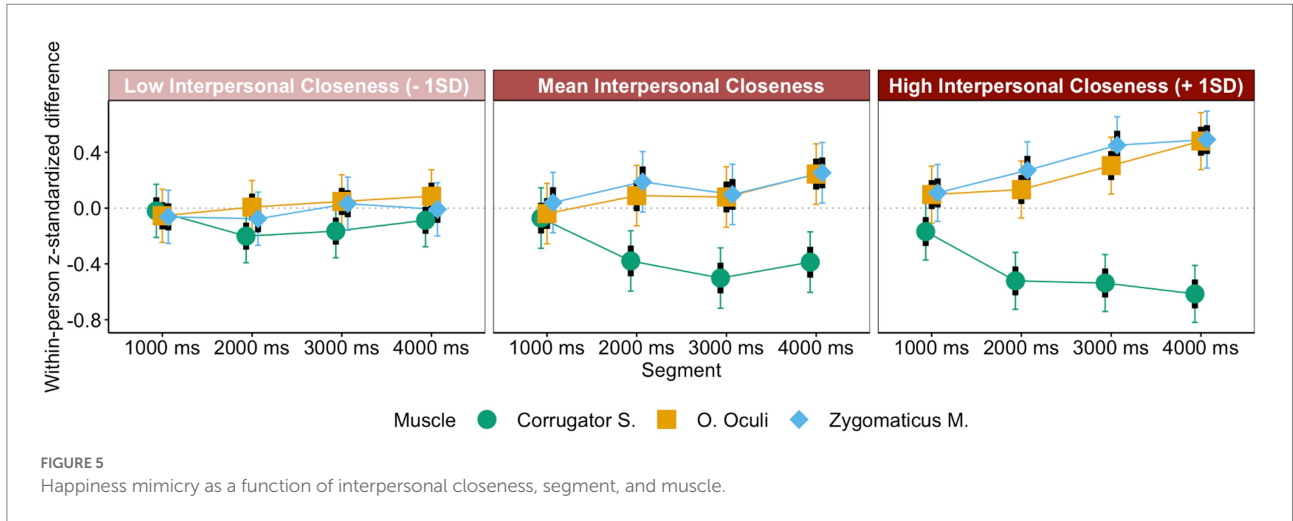 Low Interpersonal Closeness (- 1SD) Mean Interpersonal Closeness High Interpersonal Closeness (+ 1SD)
Within-person z-standardized difference
0.4
0.0
-0.4
-0.8
1000 ms 2000 ms 3000 ms 4000 ms 1000 ms 2000 ms 3000 ms 4000 ms 1000 ms 2000 ms 3000 ms 4000 ms
Segment
Muscle Corrugator S. O. Oculi Zygomaticus M.
FIGURE 5
Happiness mimicry as a function of interpersonal closeness, segment, and muscle.